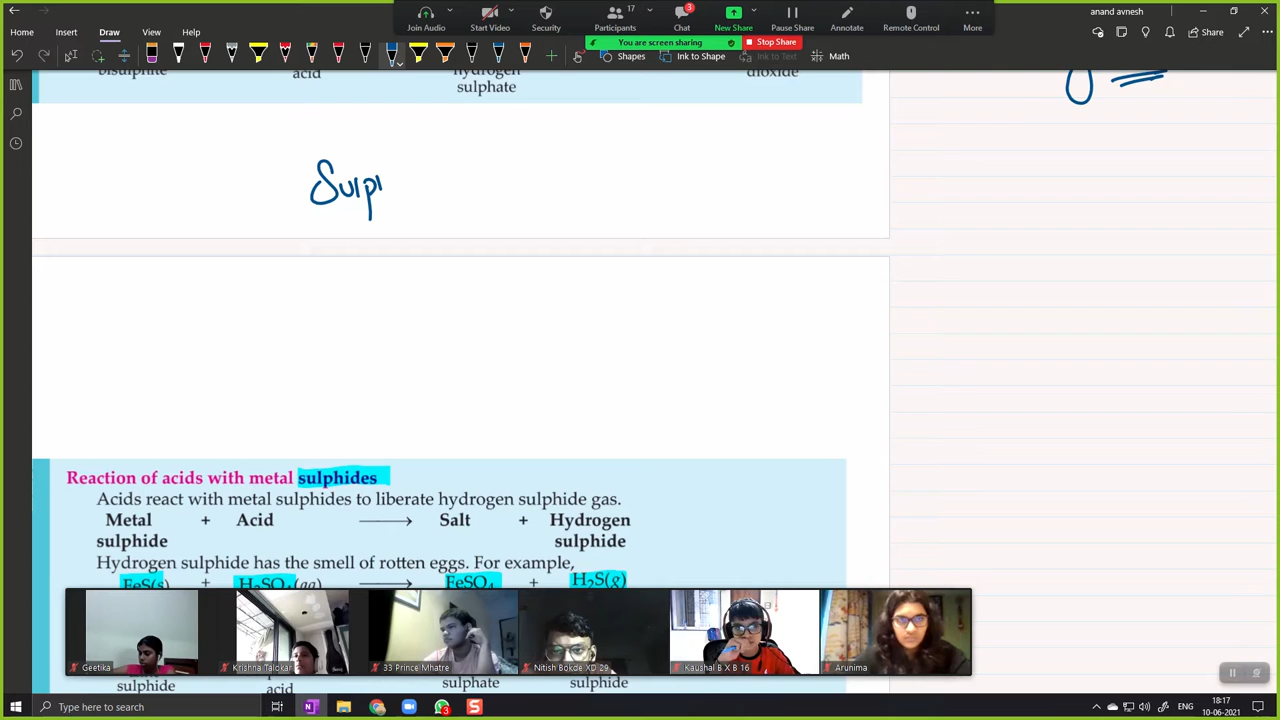 anand avnesh
Join Audio
Start Video
Security
17
Participants
3
Chat
New Share
Pause Share
Annotate
Remote Control
More
Home
Insert
Draw
View
Help
You are screen sharing
Stop Share
Share
Shapes
Ink to Shape
Ink to Text
Math
bisulphite
acid
hydrogen
dioxide
sulphate
Sulp
Reaction of acids with metal sulphides
Acids react with metal sulphides to liberate hydrogen sulphide gas.
Metal + Acid ⟶ Salt + Hydrogen
sulphide sulphide
Hydrogen sulphide has the smell of rotten eggs. For example,
FeS(s) + H₂SO₄(aq) ⟶ FeSO₄ + H₂S(g)
Geetika
Krishna Talokar
33 Prince Mhatre
Nitish Bokde XD 29
Kaushal B X B 16
Arunima
sulphide
acid
sulphate
sulphide
Type here to search
ENG
18:17
10-06-2021